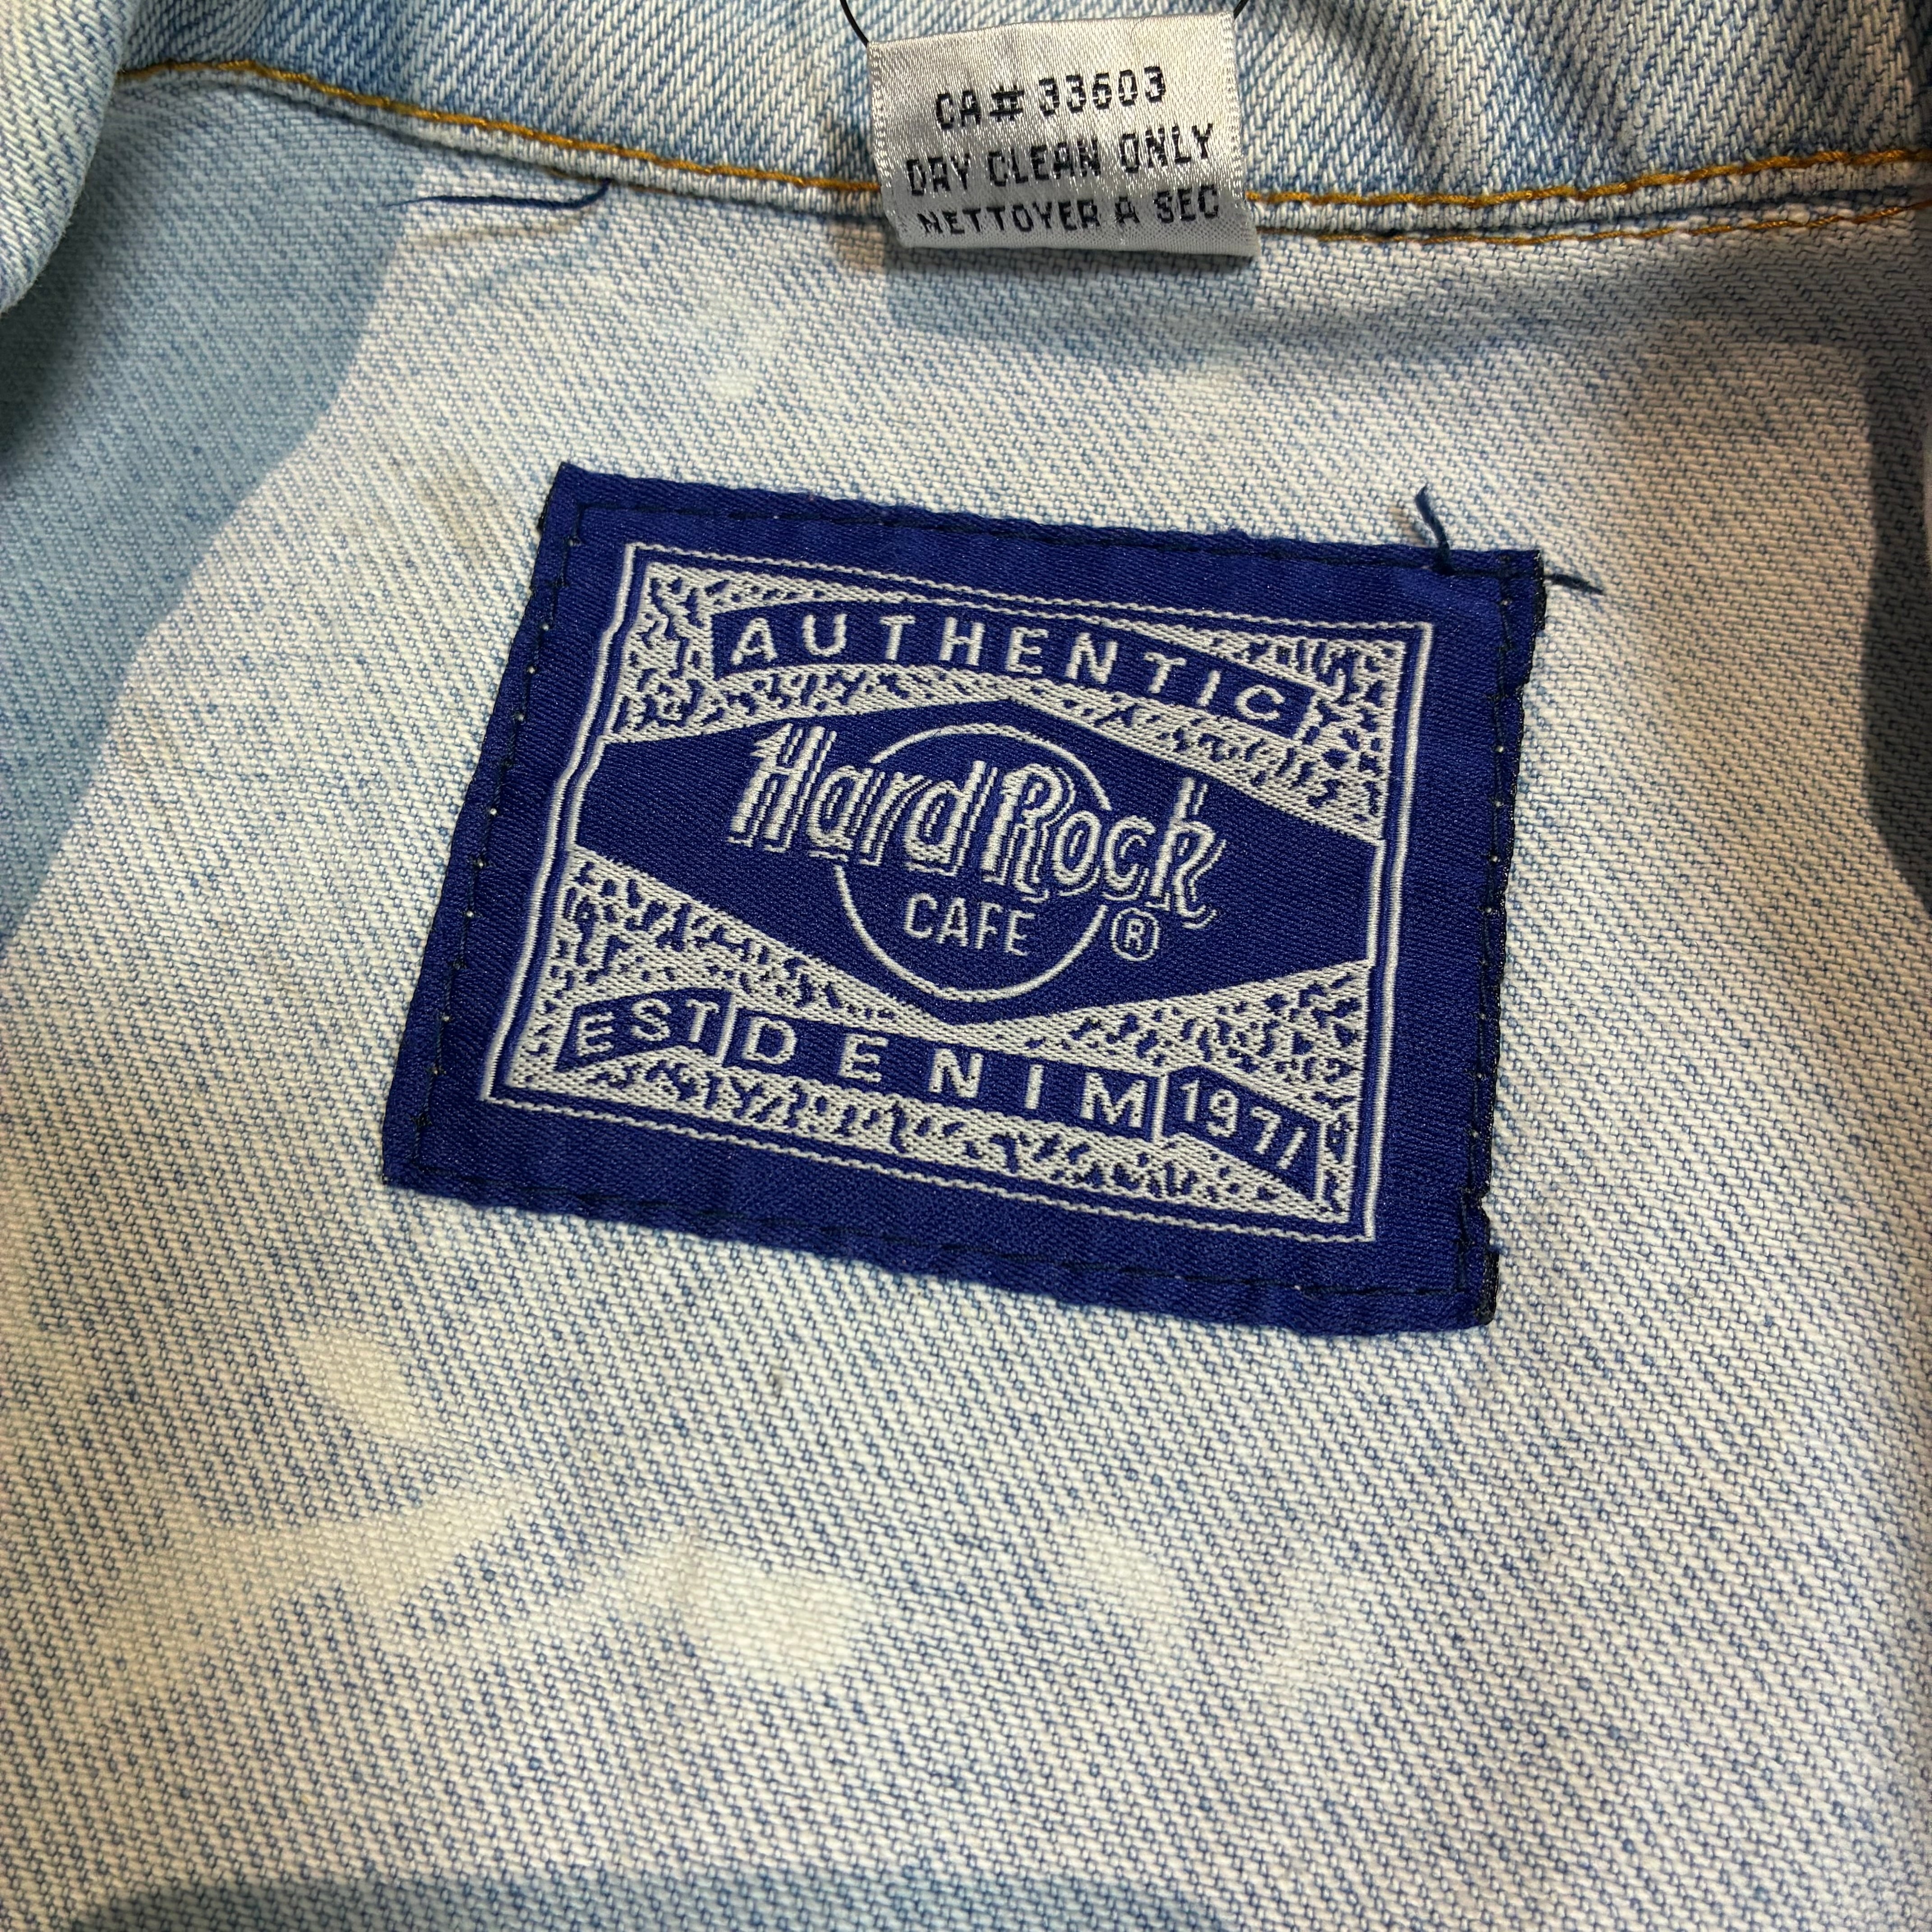 CA# 33603
DRY CLEAN ONLY
NETTOYER A SEC
AUTHENTIC
Hard Rock
CAFE ®
EST DENIM 1971